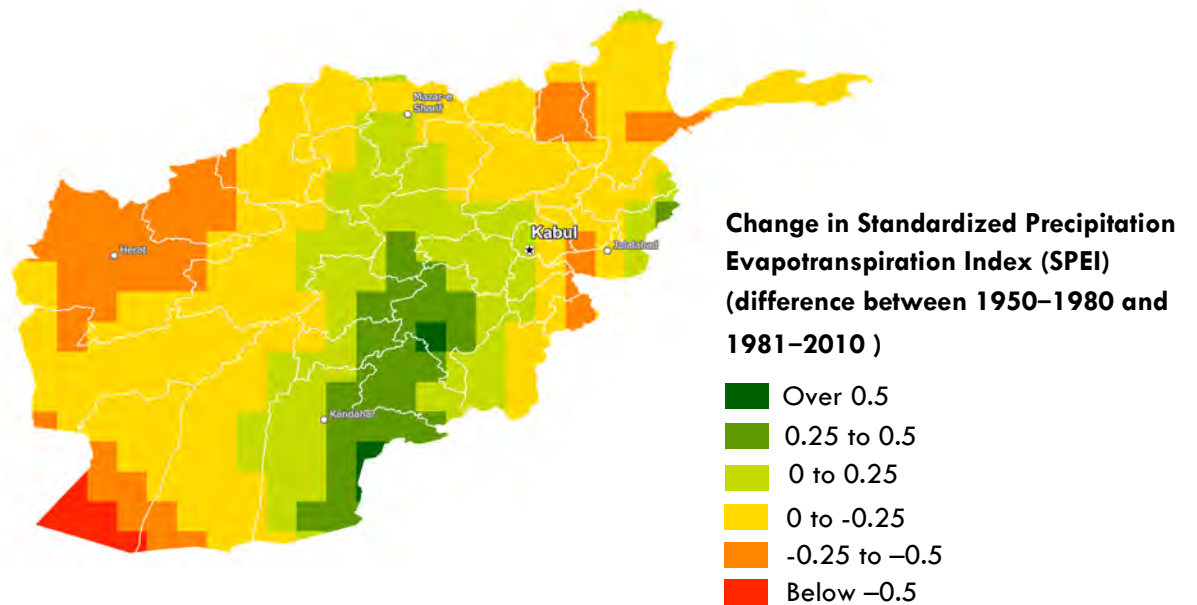 Mazar-e
Sharif
Kabul
Jalalabad
Herat
Kandahar
Change in Standardized Precipitation
Evapotranspiration Index (SPEI)
(difference between 1950–1980 and
1981–2010 )
Over 0.5
0.25 to 0.5
0 to 0.25
0 to -0.25
-0.25 to –0.5
Below –0.5